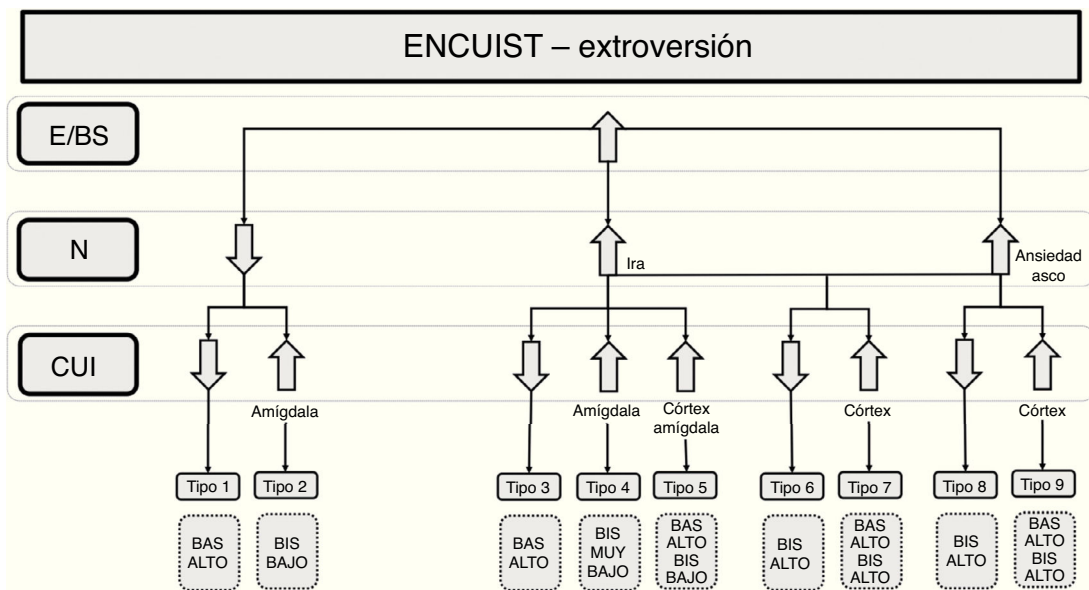 ENCUIST – extroversión
E/BS
N
Ira
Ansiedad
asco
CUI
Amígdala
Amígdala
Córtex
amígdala
Córtex
Córtex
Tipo 1
Tipo 2
Tipo 3
Tipo 4
Tipo 5
Tipo 6
Tipo 7
Tipo 8
Tipo 9
BAS
ALTO
BIS
BAJO
BAS
ALTO
BIS
MUY
BAJO
BAS
ALTO
BIS
BAJO
BIS
ALTO
BAS
ALTO
BIS
ALTO
BIS
ALTO
BAS
ALTO
BIS
ALTO